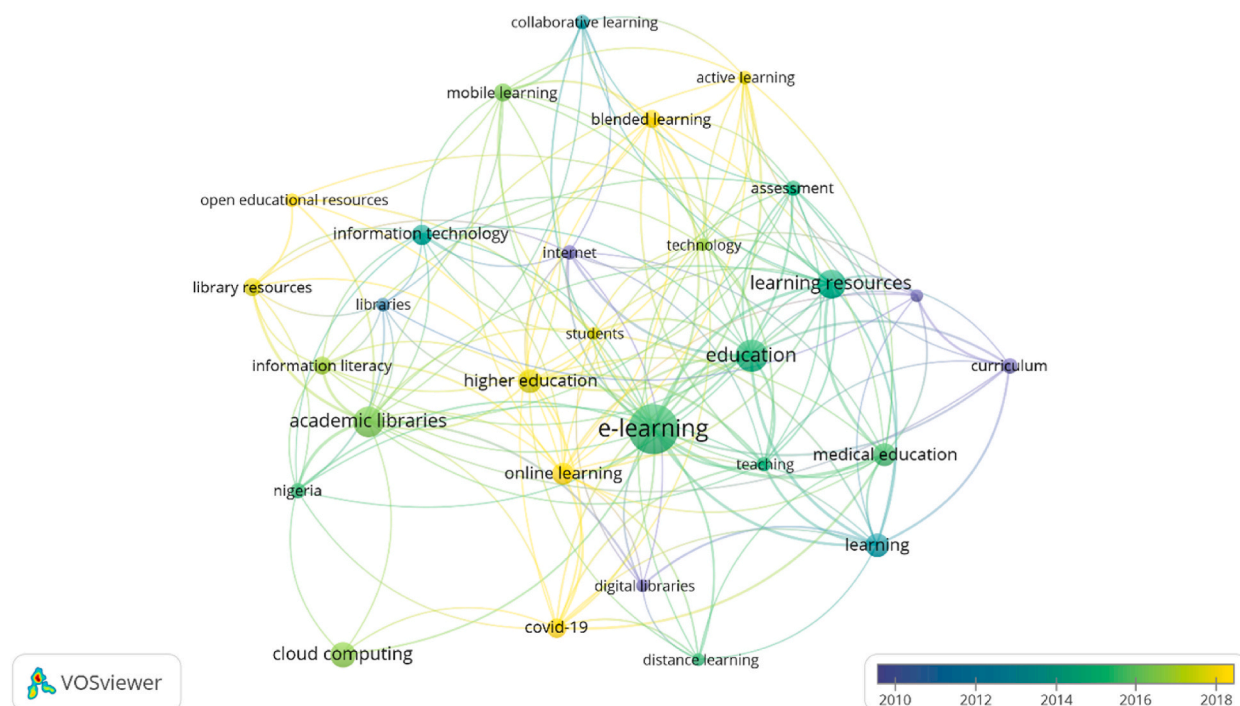 collaborative learning
active learning
mobile learning
blended learning
assessment
open educational resources
information technology
technology
internet
learning resources
library resources
libraries
students
education
information literacy
curriculum
higher education
academic libraries
e-learning
medical education
teaching
online learning
nigeria
learning
digital libraries
covid-19
cloud computing
distance learning
VOSviewer
2010 2012 2014 2016 2018